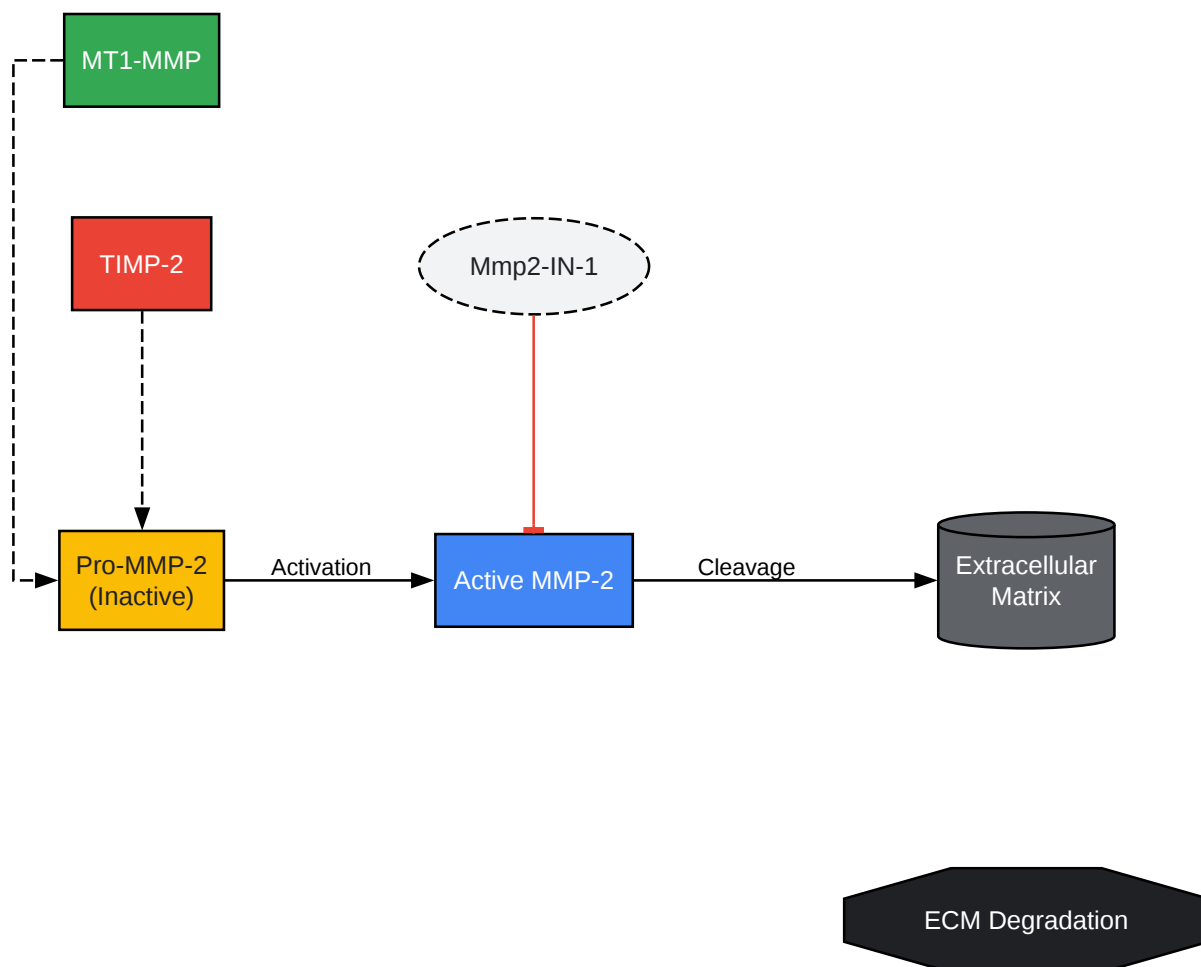 MT1-MMP
TIMP-2
Mmp2-IN-1
Pro-MMP-2
(Inactive)
Activation
Active MMP-2
Cleavage
Extracellular
Matrix
ECM Degradation